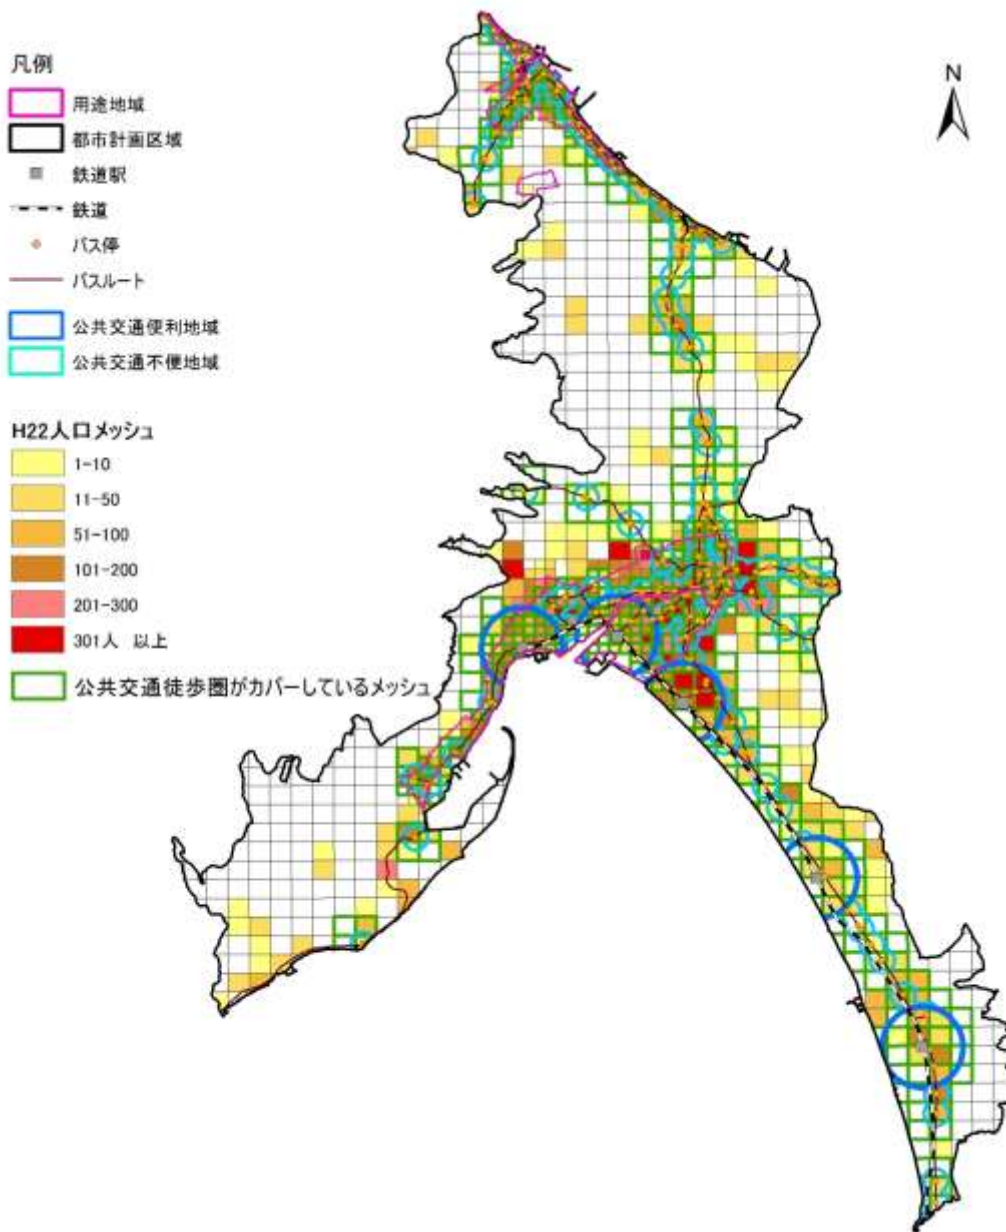 凡例
用途地域
都市計画区域
鉄道駅
鉄道
バス停
バスルート
公共交通便利地域
公共交通不便地域
H22人口メッシュ
1-10
11-50
51-100
101-200
201-300
301人 以上
公共交通徒歩圏がカバーしているメッシュ
N